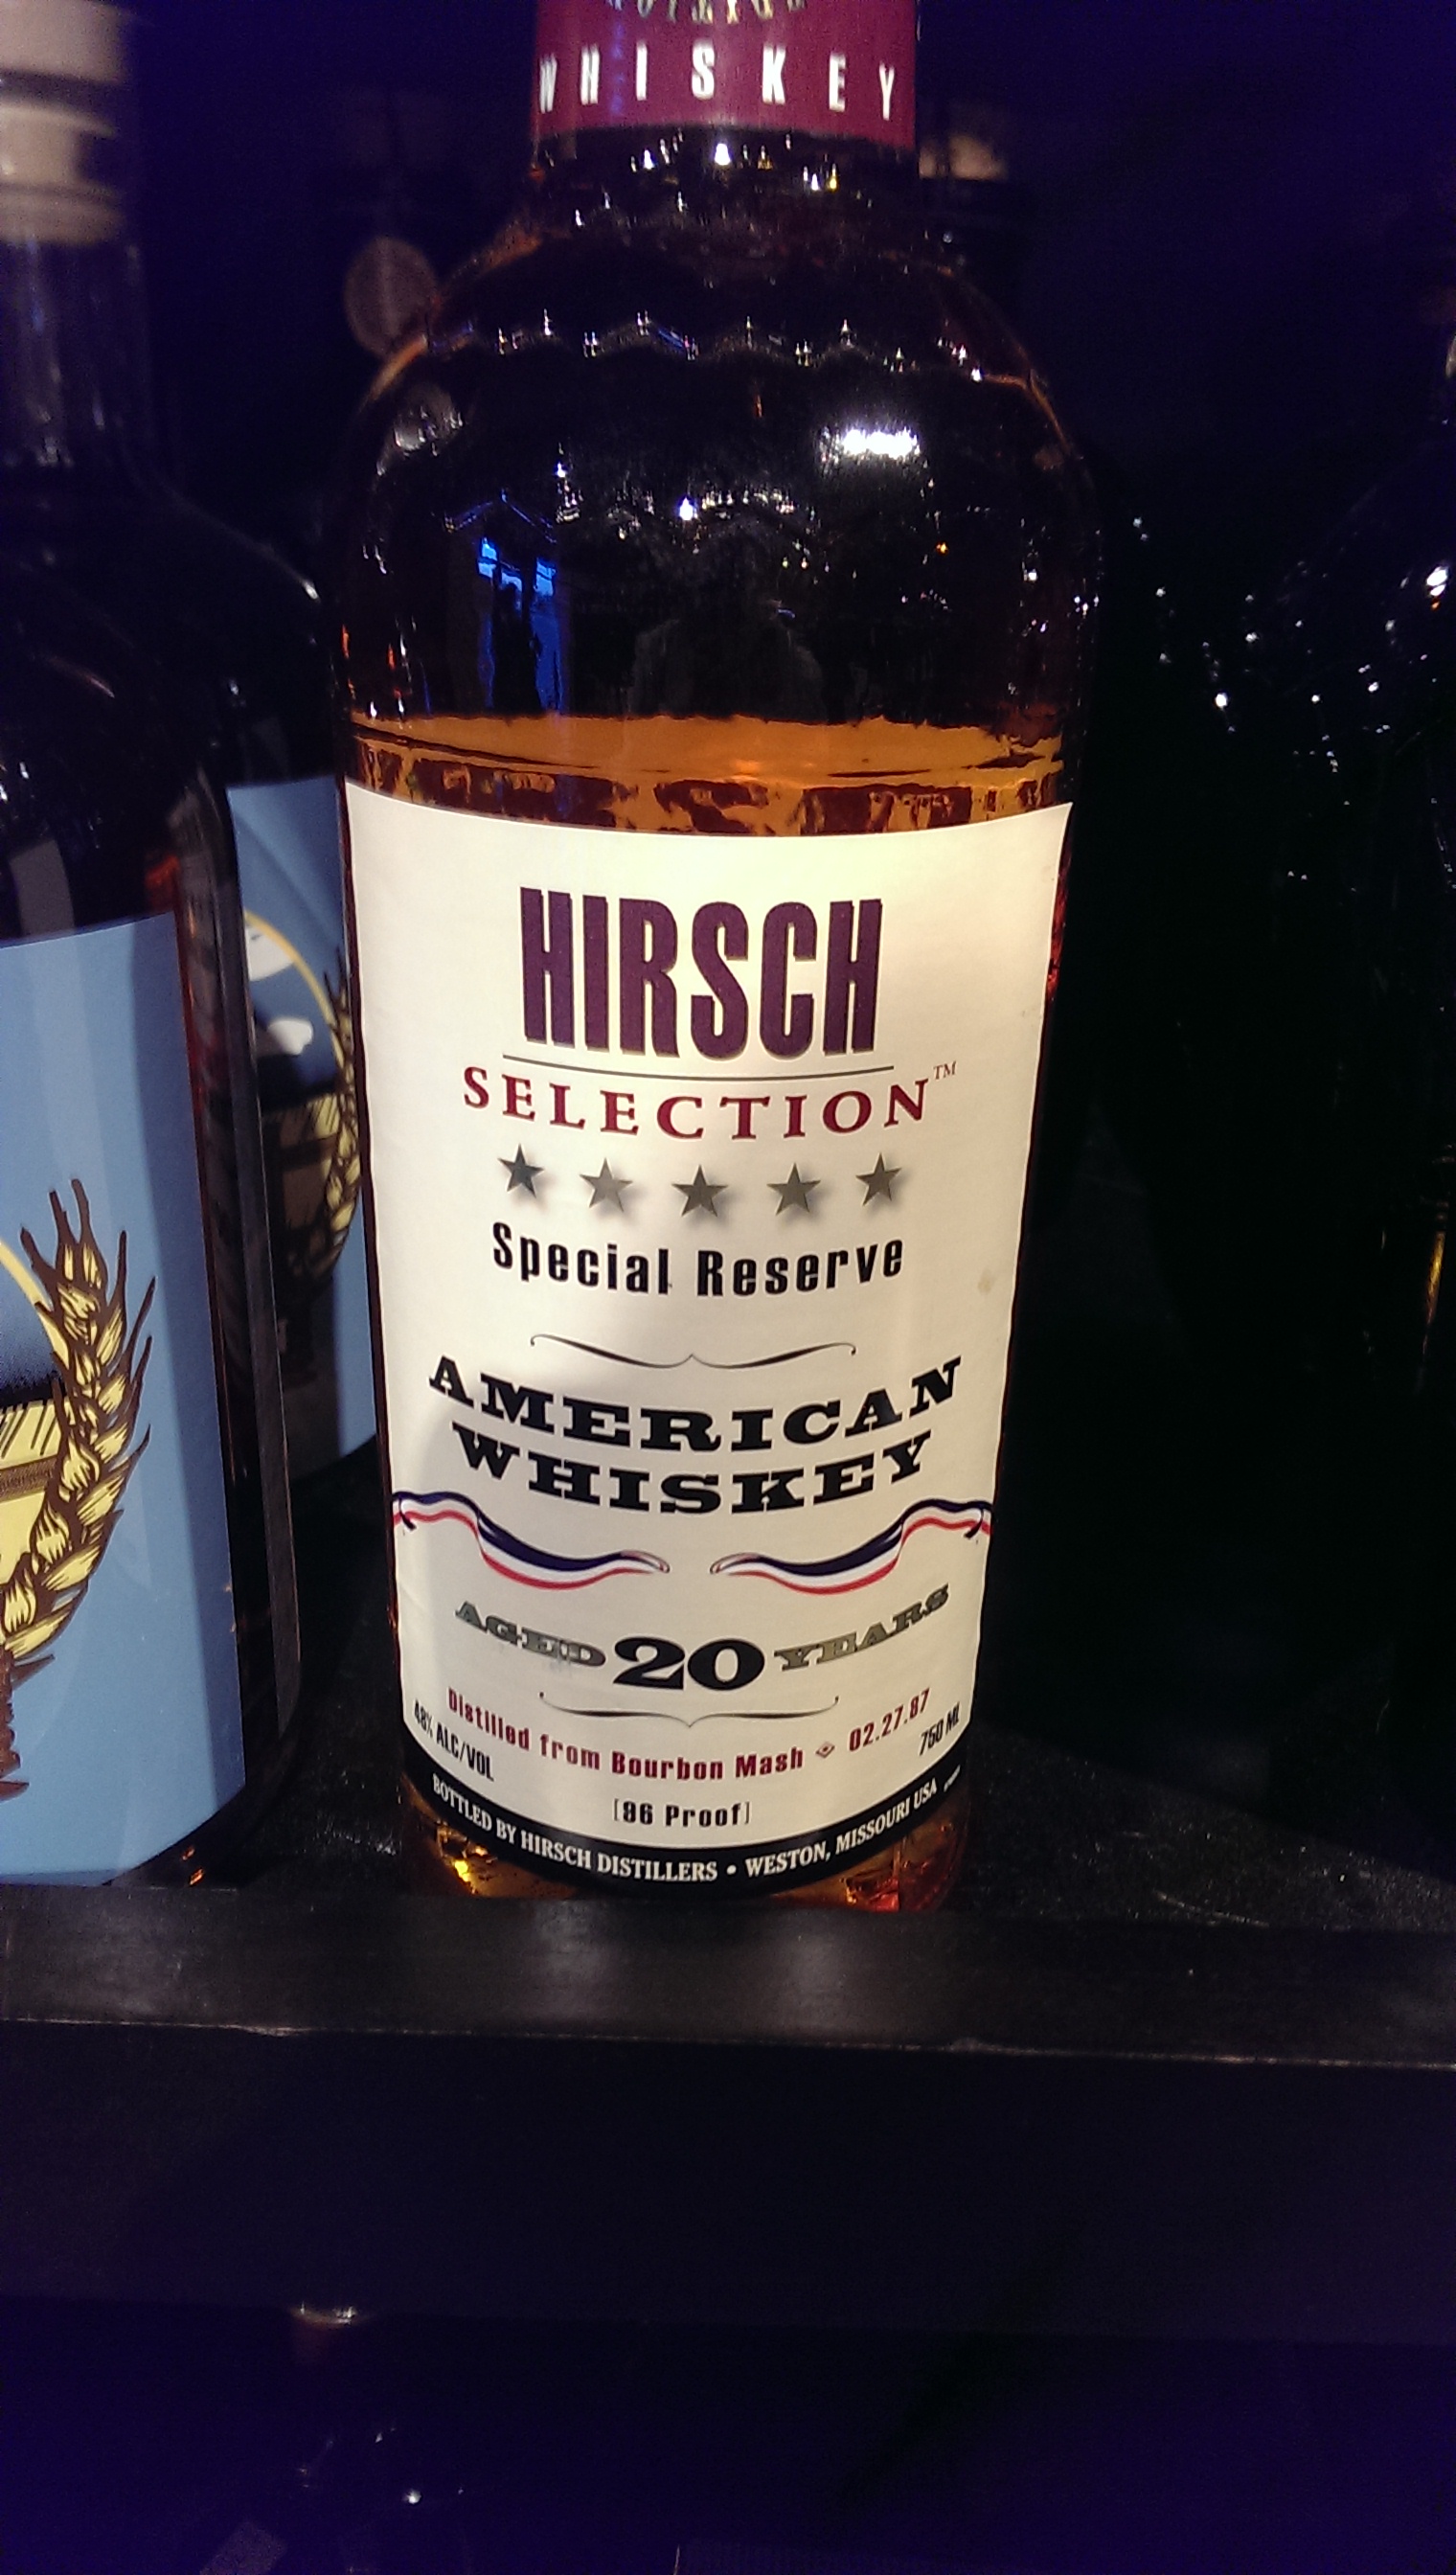 WHISKEY
HIRSCH
SELECTION™
Special Reserve
AMERICAN
WHISKEY
AGED 20 YEARS
Distilled from Bourbon Mash 02.27.87
48% ALC/VOL
750 ML
[96 Proof]
BOTTLED BY HIRSCH DISTILLERS • WESTON, MISSOURI USA